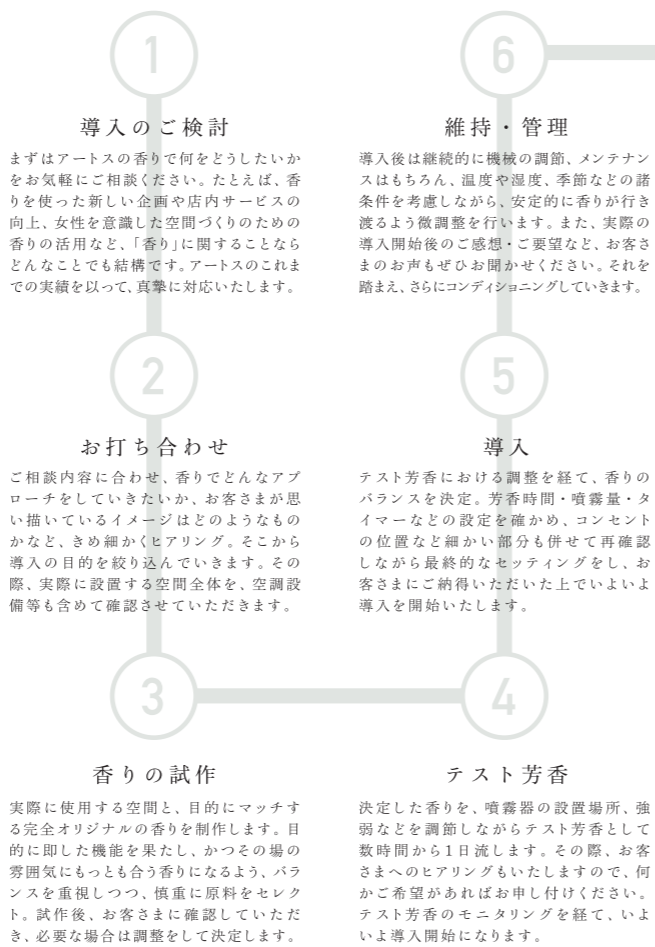 1
導入のご検討
まずはアートスの香りで何をどうしたいか
をお気軽にご相談ください。たとえば、香
りを使った新しい企画や店内サービスの
向上、女性を意識した空間づくりのための
香りの活用など、「香り」に関することなら
どんなことでも結構です。アートスのこれま
での実績を以って、真摯に対応いたします。
2
お打ち合わせ
ご相談内容に合わせ、香りでどんなアプ
ローチをしていきたいか、お客さまが思
い描いているイメージはどのようなもの
かなど、きめ細かくヒアリング。そこから
導入の目的を絞り込んでいきます。その
際、実際に設置する空間全体を、空調設
備等も含めて確認させていただきます。
3
香りの試作
実際に使用する空間と、目的にマッチす
る完全オリジナルの香りを制作します。目
的に即した機能を果たし、かつその場の
雰囲気にもっとも合う香りになるよう、バラ
ンスを重視しつつ、慎重に原料をセレク
ト。試作後、お客さまに確認していただ
き、必要な場合は調整をして決定します。
4
テスト芳香
決定した香りを、噴霧器の設置場所、強
弱などを調節しながらテスト芳香として
数時間から1日流します。その際、お客
さまへのヒアリングもいたしますので、何
かご希望があればお申し付けください。
テスト芳香のモニタリングを経て、いよ
いよ導入開始になります。
5
導入
テスト芳香における調整を経て、香りの
バランスを決定。芳香時間・噴霧量・タ
イマーなどの設定を確かめ、コンセント
の位置など細かい部分も併せて再確認
しながら最終的なセッティングをし、お
客さまにご納得いただいた上でいよいよ
導入を開始いたします。
6
維持・管理
導入後は継続的に機械の調節、メンテナン
スはもちろん、温度や湿度、季節などの諸
条件を考慮しながら、安定的に香りが行き
渡るよう微調整を行います。また、実際の
導入開始後のご感想・ご要望など、お客さ
まのお声もぜひお聞かせください。それを
踏まえ、さらにコンディショニングしていきます。